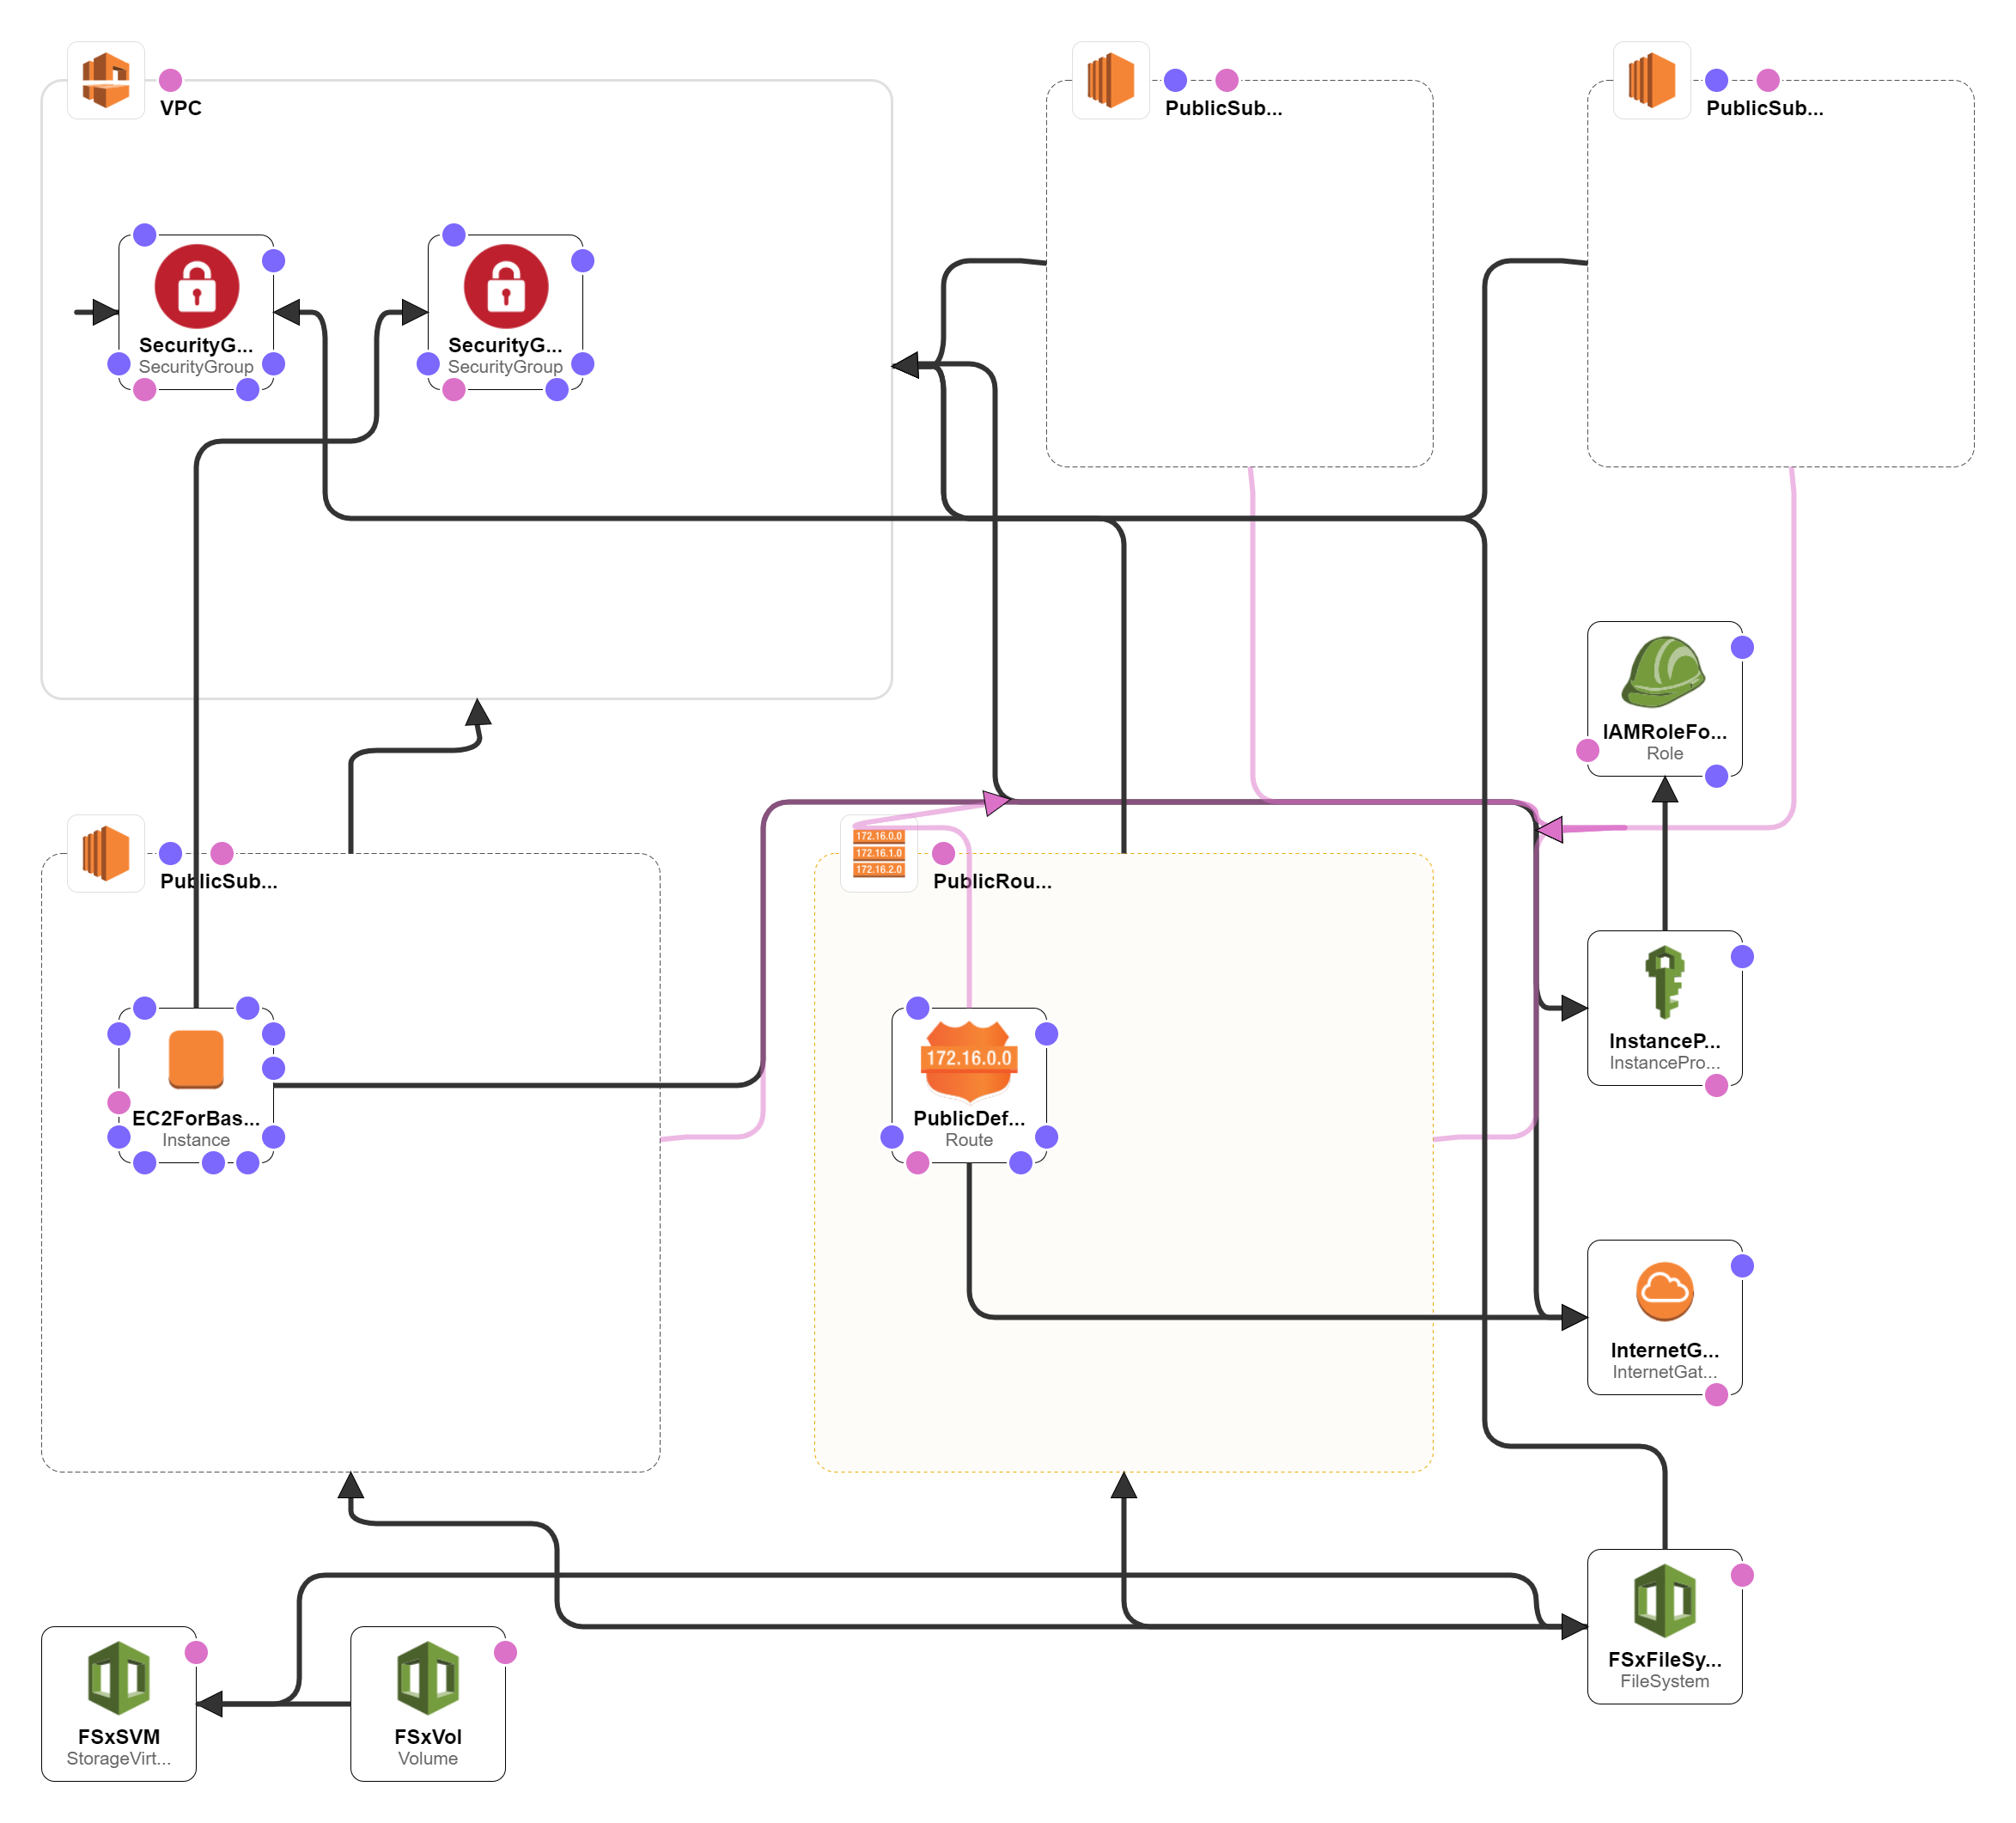 VPC
PublicSub...
PublicSub...
SecurityG...
SecurityGroup
SecurityG...
SecurityGroup
IAMRoleFo...
Role
PublicSub...
172.16.0.0
172.16.1.0
172.16.2.0
PublicRou...
InstanceP...
InstancePro...
EC2ForBas...
Instance
172.16.0.0
PublicDef...
Route
InternetG...
InternetGat...
FSxFileSy...
FileSystem
FSxSVM
StorageVirt...
FSxVol
Volume